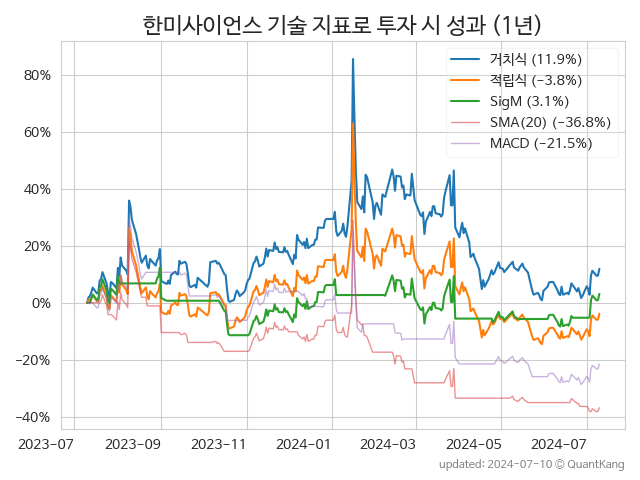 한미사이언스 기술 지표로 투자 시 성과 (1년)
거치식 (11.9%)
적립식 (−3.8%)
SigM (3.1%)
SMA(20) (−36.8%)
MACD (−21.5%)
80%
60%
40%
20%
0%
−20%
−40%
2023-07 2023-09 2023-11 2024-01 2024-03 2024-05 2024-07
updated: 2024-07-10 © QuantKang